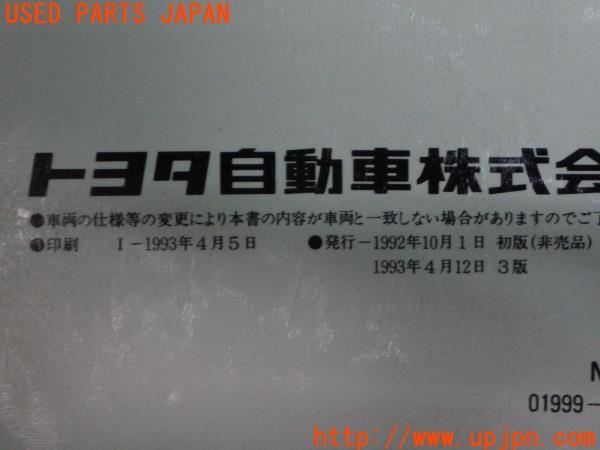 USED PARTS JAPAN
トヨタ自動車株式会
●車両の仕様等の変更により本書の内容が車両と一致しない場合がありますのでご了
●印刷 I-1993年4月5日 ●発行-1992年10月1日 初版(非売品)
1993年4月12日 3版
N
01999-
http://www.upjpn.com/